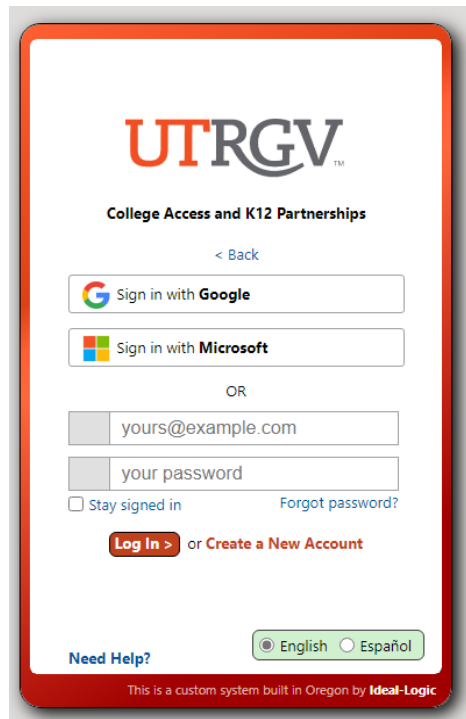 UTRGV™
College Access and K12 Partnerships
< Back
Sign in with Google
Sign in with Microsoft
OR
yours@example.com
your password
Stay signed in Forgot password?
Log In > or Create a New Account
English Español
Need Help?
This is a custom system built in Oregon by Ideal-Logic